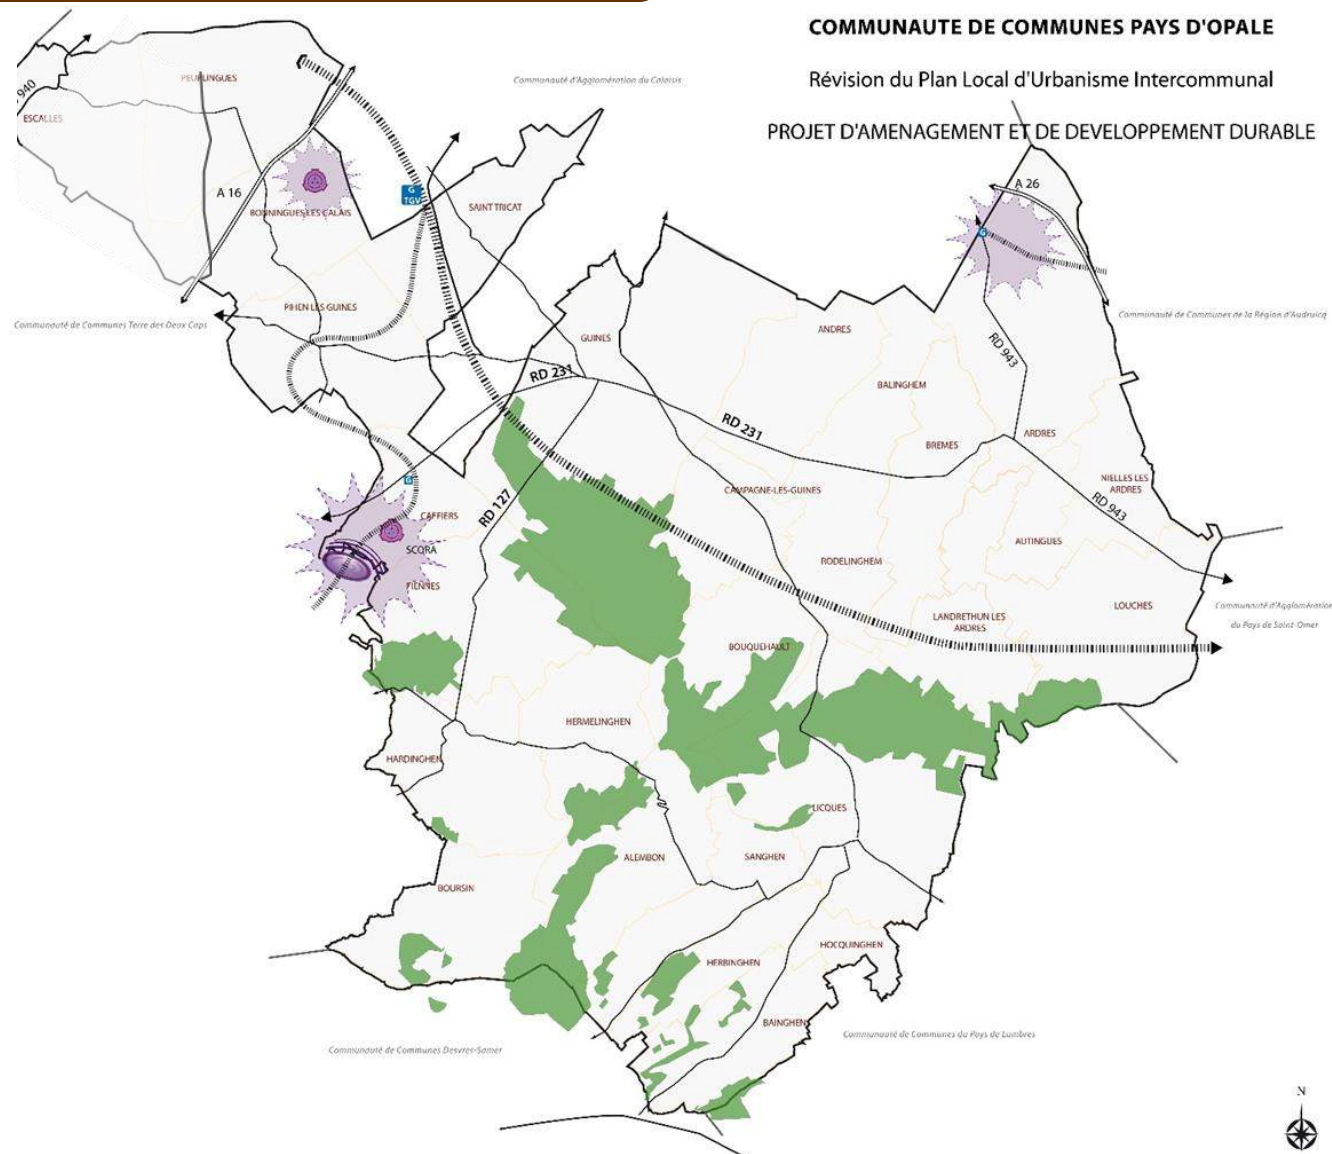 COMMUNAUTE DE COMMUNES PAYS D'OPALE
Révision du Plan Local d'Urbanisme Intercommunal
PROJET D'AMENAGEMENT ET DE DEVELOPPEMENT DURABLE
PEUPLINGUES
Communauté d'Agglomération du Calaisis
940
ESCALLES
A 16
G
TGV
A 26
BONNINGUES LES CALAIS
SAINT TRICAT
G
PIHEN LES GUINES
Communauté de Communes Terre des Deux Caps
Communauté de Communes de la Région d'Audruicq
ANDRES
GUINES
RD 943
RD 231
BALINGHEM
RD 231
ARDRES
BREMES
G
CAMPAGNE-LES-GUINES
NIELLES LES
ARDRES
RD 127
RD 943
CAFFIERS
SCORA
AUTINGUES
RODELINGHEM
FIENNES
LANDRETHUN LES
ARDRES
LOUCHES
Communauté d'Agglomération
du Pays de Saint-Omer
BOUQUEHAULT
HERMELINGHEN
HARDINGHEN
LICQUES
ALEMBON
SANGHEN
BOURSIN
HOCQUINGHEN
HERBINGHEN
BAINGHEN
Communauté de Communes du Pays de Lumbres
Communauté de Communes Desvres-Samer
N